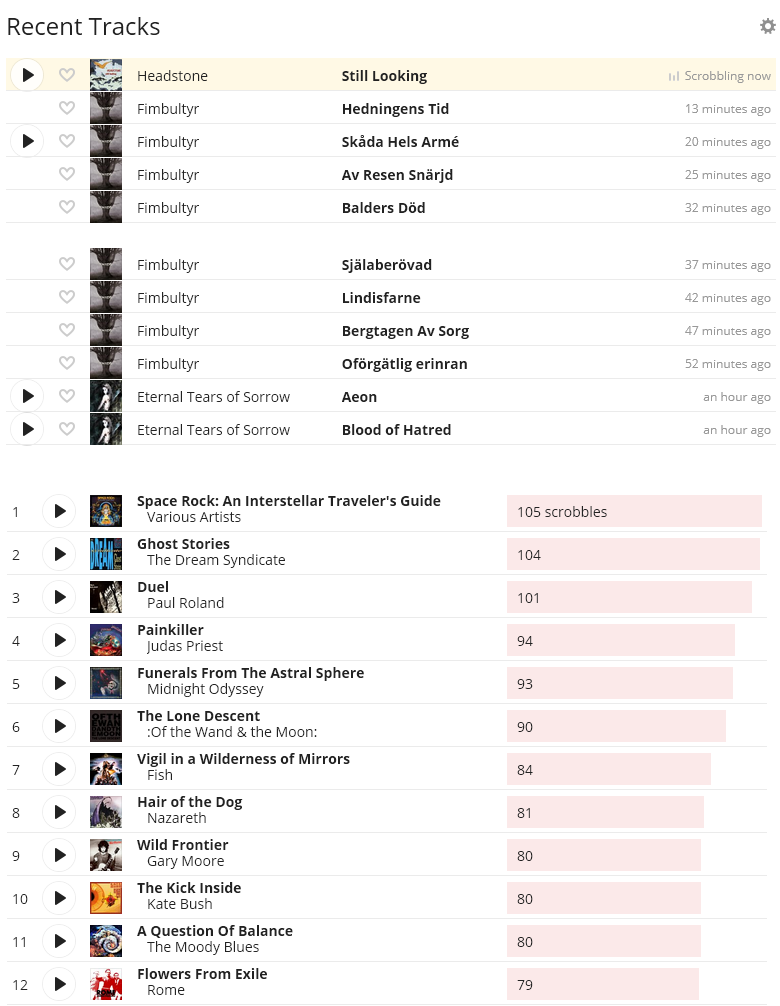 Recent Tracks
Headstone Still Looking Scrobbling now
Fimbultyr Hedningens Tid 13 minutes ago
Fimbultyr Skåda Hels Armé 20 minutes ago
Fimbultyr Av Resen Snärjd 25 minutes ago
Fimbultyr Balders Död 32 minutes ago
Fimbultyr Själaberövad 37 minutes ago
Fimbultyr Lindisfarne 42 minutes ago
Fimbultyr Bergtagen Av Sorg 47 minutes ago
Fimbultyr Oförgätlig erinran 52 minutes ago
Eternal Tears of Sorrow Aeon an hour ago
Eternal Tears of Sorrow Blood of Hatred an hour ago
1 Space Rock: An Interstellar Traveler's Guide 105 scrobbles
Various Artists
2 Ghost Stories 104
The Dream Syndicate
3 Duel 101
Paul Roland
4 Painkiller 94
Judas Priest
5 Funerals From The Astral Sphere 93
Midnight Odyssey
6 The Lone Descent 90
:Of the Wand & the Moon:
7 Vigil in a Wilderness of Mirrors 84
Fish
8 Hair of the Dog 81
Nazareth
9 Wild Frontier 80
Gary Moore
10 The Kick Inside 80
Kate Bush
11 A Question Of Balance 80
The Moody Blues
12 Flowers From Exile 79
Rome